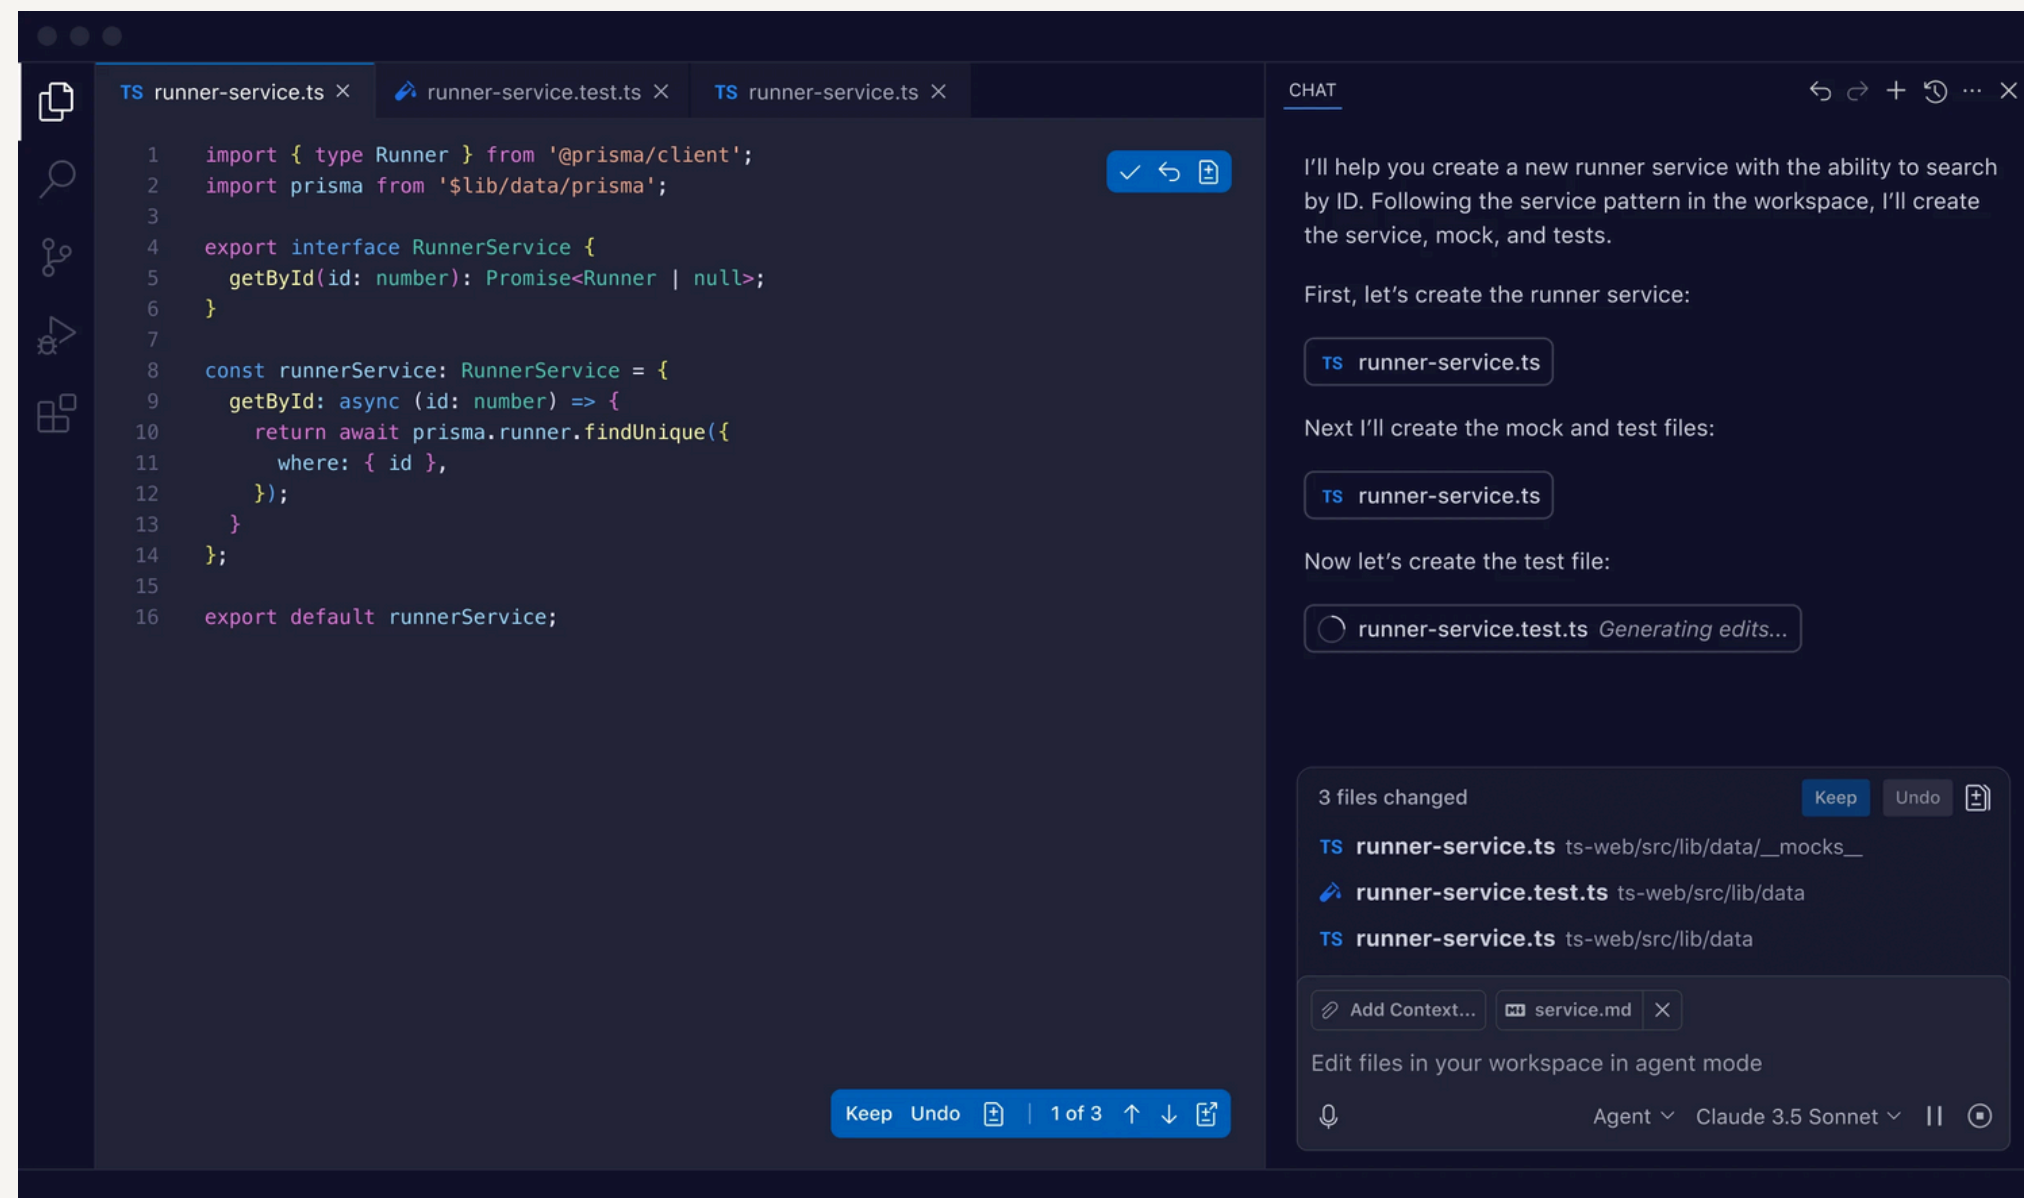 TS runner-service.ts
runner-service.test.ts
TS runner-service.ts
1 import { type Runner } from '@prisma/client';
2 import prisma from '$lib/data/prisma';
3
4 export interface RunnerService {
5 getById(id: number): Promise<Runner | null>;
6 }
7
8 const runnerService: RunnerService = {
9 getById: async (id: number) => {
10 return await prisma.runner.findUnique({
11 where: { id },
12 });
13 }
14 };
15
16 export default runnerService;
Keep Undo | 1 of 3
CHAT
I’ll help you create a new runner service with the ability to search
by ID. Following the service pattern in the workspace, I’ll create
the service, mock, and tests.
First, let’s create the runner service:
TS runner-service.ts
Next I’ll create the mock and test files:
TS runner-service.ts
Now let’s create the test file:
runner-service.test.ts Generating edits...
3 files changed Keep Undo
TS runner-service.ts ts-web/src/lib/data/__mocks__
runner-service.test.ts ts-web/src/lib/data
TS runner-service.ts ts-web/src/lib/data
Add Context... service.md
Edit files in your workspace in agent mode
Agent Claude 3.5 Sonnet